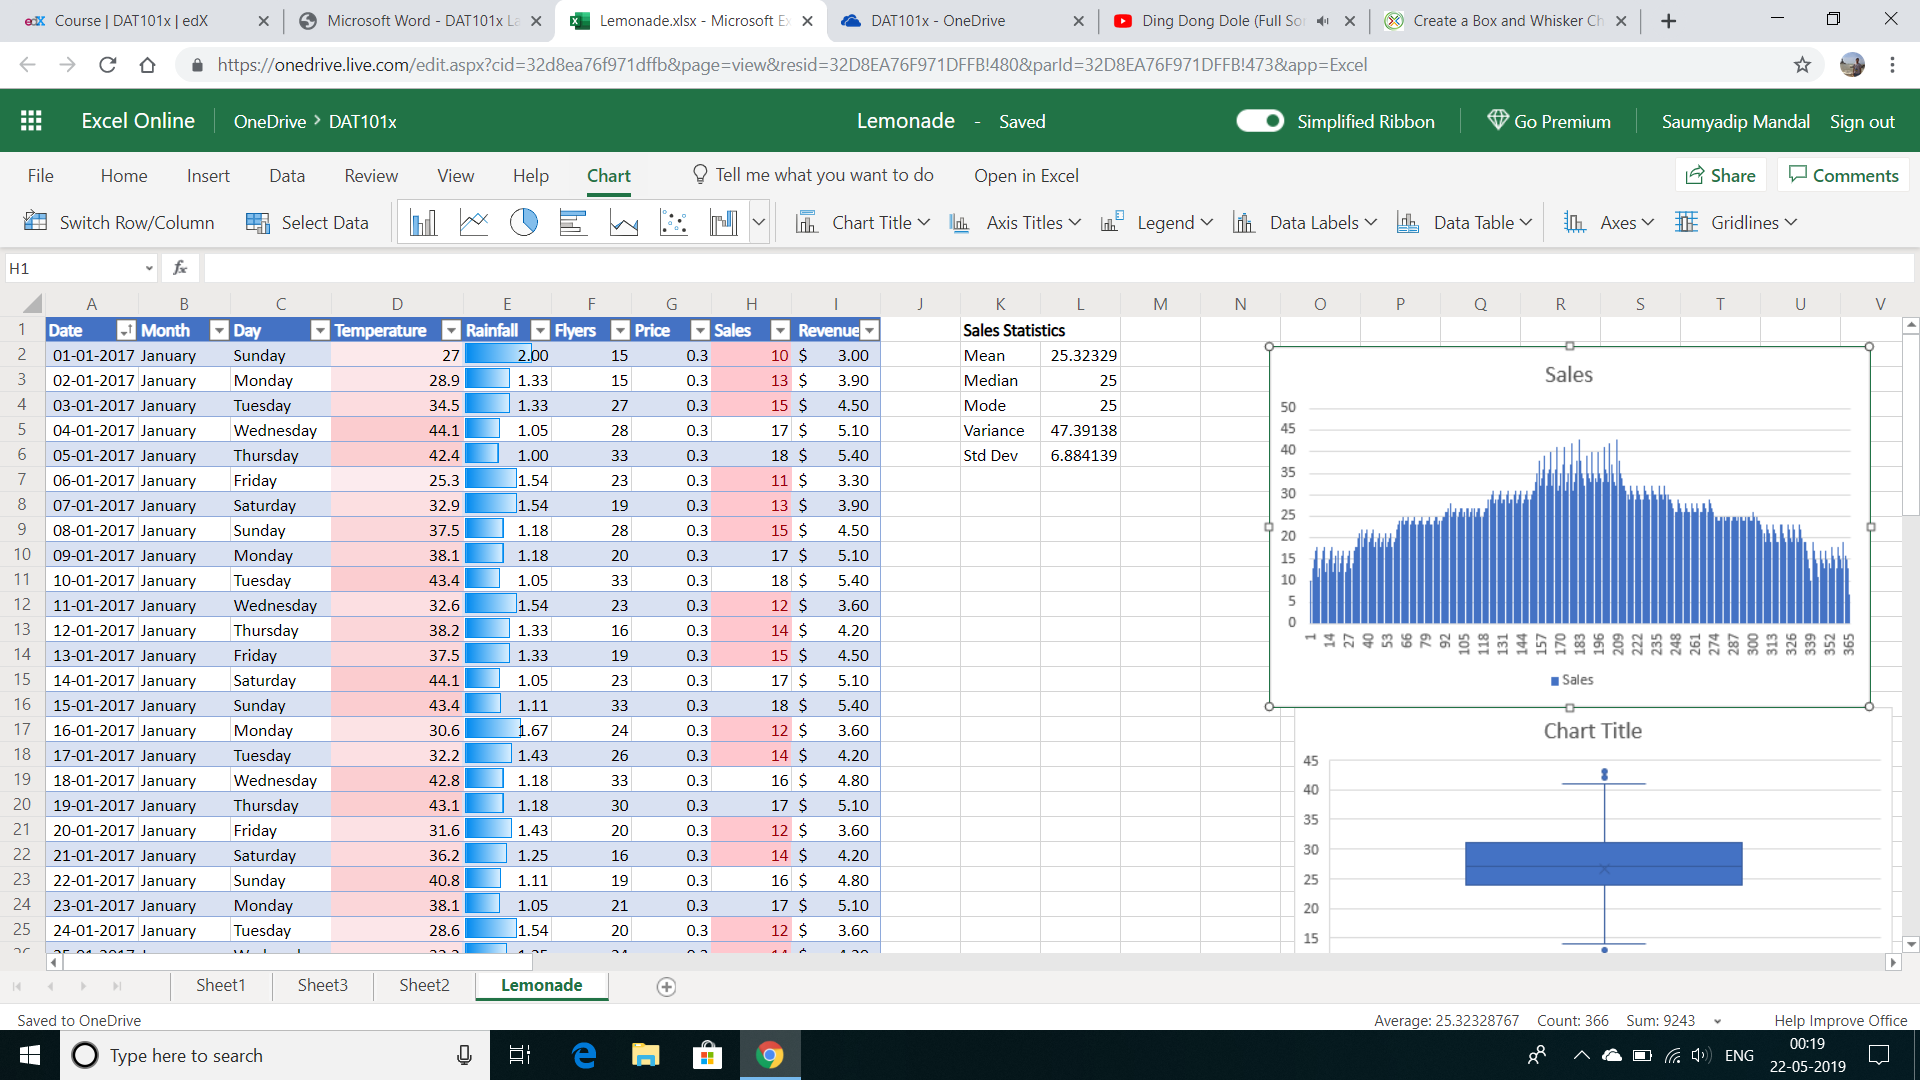 Course | DAT101x | edX
Microsoft Word - DAT101x La
Lemonade.xlsx - Microsoft Ex
DAT101x - OneDrive
Ding Dong Dole (Full So
Create a Box and Whisker Ch
https://onedrive.live.com/edit.aspx?cid=32d8ea76f971dffb&page=view&resid=32D8EA76F971DFFB!480&parId=32D8EA76F971DFFB!473&app=Excel
Excel Online OneDrive > DAT101x Lemonade - Saved Simplified Ribbon Go Premium Saumyadip Mandal Sign out
File Home Insert Data Review View Help Chart Tell me what you want to do Open in Excel Share Comments
Switch Row/Column Select Data Chart Title Axis Titles Legend Data Labels Data Table Axes Gridlines
H1 fx
A B C D E F G H I J K L M N O P Q R S T U V
1 Date Month Day Temperature Rainfall Flyers Price Sales Revenue Sales Statistics
2 01-01-2017 January Sunday 27 2.00 15 0.3 10 $ 3.00 Mean 25.32329
3 02-01-2017 January Monday 28.9 1.33 15 0.3 13 $ 3.90 Median 25
4 03-01-2017 January Tuesday 34.5 1.33 27 0.3 15 $ 4.50 Mode 25
5 04-01-2017 January Wednesday 44.1 1.05 28 0.3 17 $ 5.10 Variance 47.39138
6 05-01-2017 January Thursday 42.4 1.00 33 0.3 18 $ 5.40 Std Dev 6.884139
7 06-01-2017 January Friday 25.3 1.54 23 0.3 11 $ 3.30
8 07-01-2017 January Saturday 32.9 1.54 19 0.3 13 $ 3.90
9 08-01-2017 January Sunday 37.5 1.18 28 0.3 15 $ 4.50
10 09-01-2017 January Monday 38.1 1.18 20 0.3 17 $ 5.10
11 10-01-2017 January Tuesday 43.4 1.05 33 0.3 18 $ 5.40
12 11-01-2017 January Wednesday 32.6 1.54 23 0.3 12 $ 3.60
13 12-01-2017 January Thursday 38.2 1.33 16 0.3 14 $ 4.20
14 13-01-2017 January Friday 37.5 1.33 19 0.3 15 $ 4.50
15 14-01-2017 January Saturday 44.1 1.05 23 0.3 17 $ 5.10
16 15-01-2017 January Sunday 43.4 1.11 33 0.3 18 $ 5.40
17 16-01-2017 January Monday 30.6 1.67 24 0.3 12 $ 3.60
18 17-01-2017 January Tuesday 32.2 1.43 26 0.3 14 $ 4.20
19 18-01-2017 January Wednesday 42.8 1.18 33 0.3 16 $ 4.80
20 19-01-2017 January Thursday 43.1 1.18 30 0.3 17 $ 5.10
21 20-01-2017 January Friday 31.6 1.43 20 0.3 12 $ 3.60
22 21-01-2017 January Saturday 36.2 1.25 16 0.3 14 $ 4.20
23 22-01-2017 January Sunday 40.8 1.11 19 0.3 16 $ 4.80
24 23-01-2017 January Monday 38.1 1.05 21 0.3 17 $ 5.10
25 24-01-2017 January Tuesday 28.6 1.54 20 0.3 12 $ 3.60
Sales
50
45
40
35
30
25
20
15
10
5
0
1 14 27 40 53 66 79 92 105 118 131 144 157 170 183 196 209 222 235 248 261 274 287 300 313 326 339 352 365
Sales
Chart Title
45
40
35
30
25
20
15
Sheet1 Sheet3 Sheet2 Lemonade
Saved to OneDrive Average: 25.32328767 Count: 366 Sum: 9243 Help Improve Office
Type here to search ENG 00:19
22-05-2019